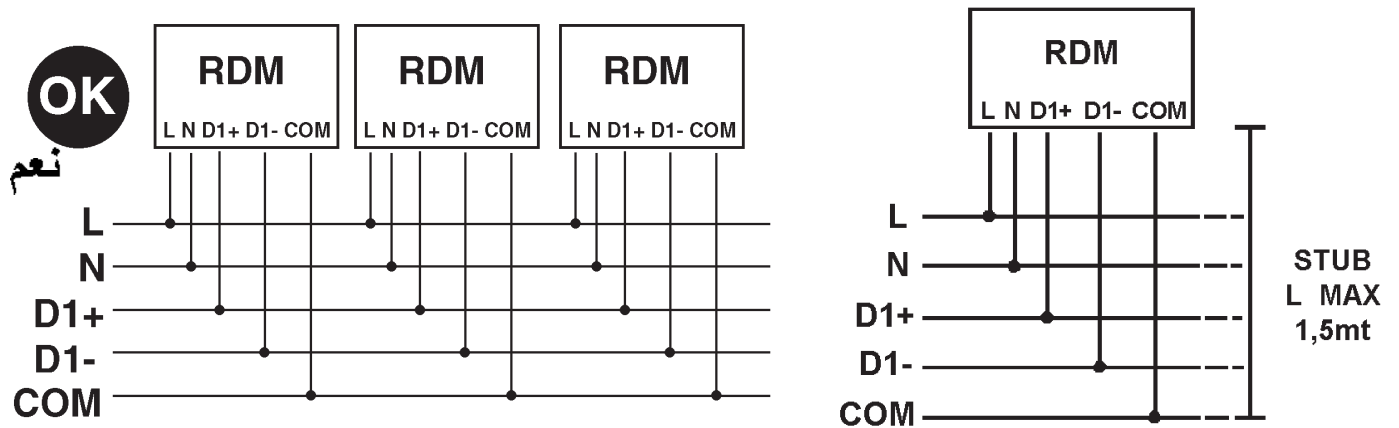 OK
نعم
RDM
L N D1+ D1- COM
RDM
L N D1+ D1- COM
RDM
L N D1+ D1- COM
L
N
D1+
D1-
COM
RDM
L N D1+ D1- COM
L
N
D1+
D1-
COM
STUB
L MAX
1,5mt